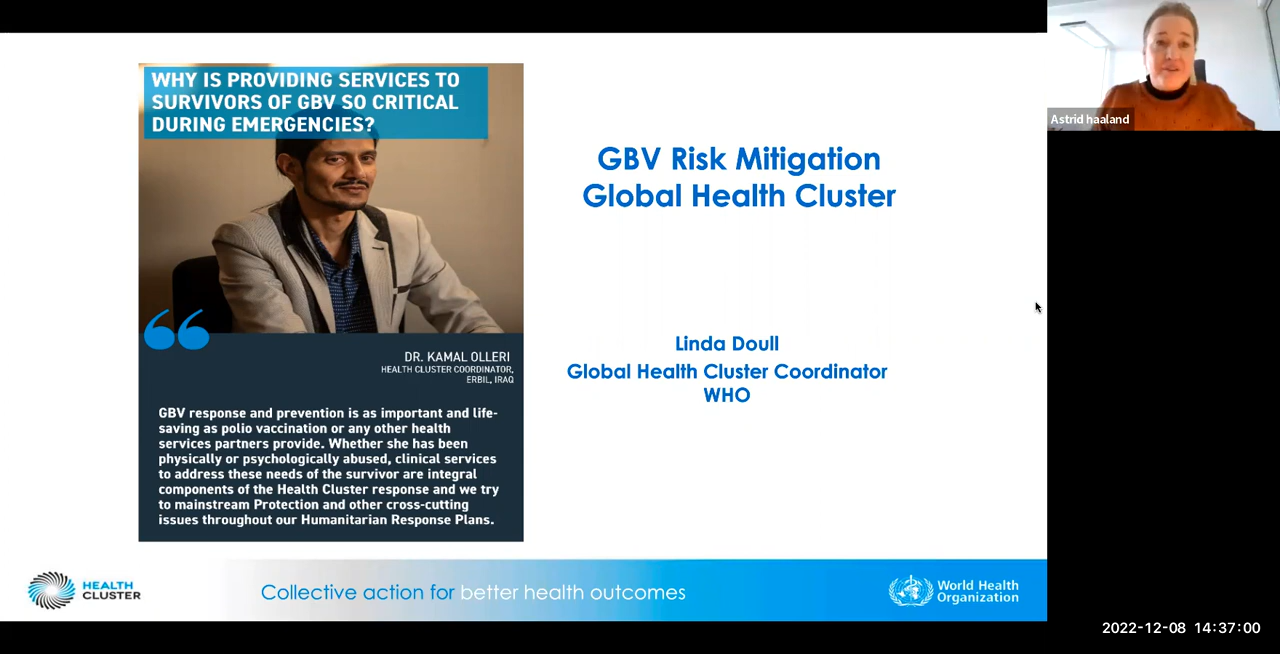 WHY IS PROVIDING SERVICES TO
SURVIVORS OF GBV SO CRITICAL
DURING EMERGENCIES?
DR. KAMAL OLLERI
HEALTH CLUSTER COORDINATOR,
ERBIL, IRAQ
GBV response and prevention is as important and life-
saving as polio vaccination or any other health
services partners provide. Whether she has been
physically or psychologically abused, clinical services
to address these needs of the survivor are integral
components of the Health Cluster response and we try
to mainstream Protection and other cross-cutting
issues throughout our Humanitarian Response Plans.
GBV Risk Mitigation
Global Health Cluster
Linda Doull
Global Health Cluster Coordinator
WHO
HEALTH
CLUSTER
Collective action for better health outcomes
World Health
Organization
Astrid haaland
2022-12-08 14:37:00